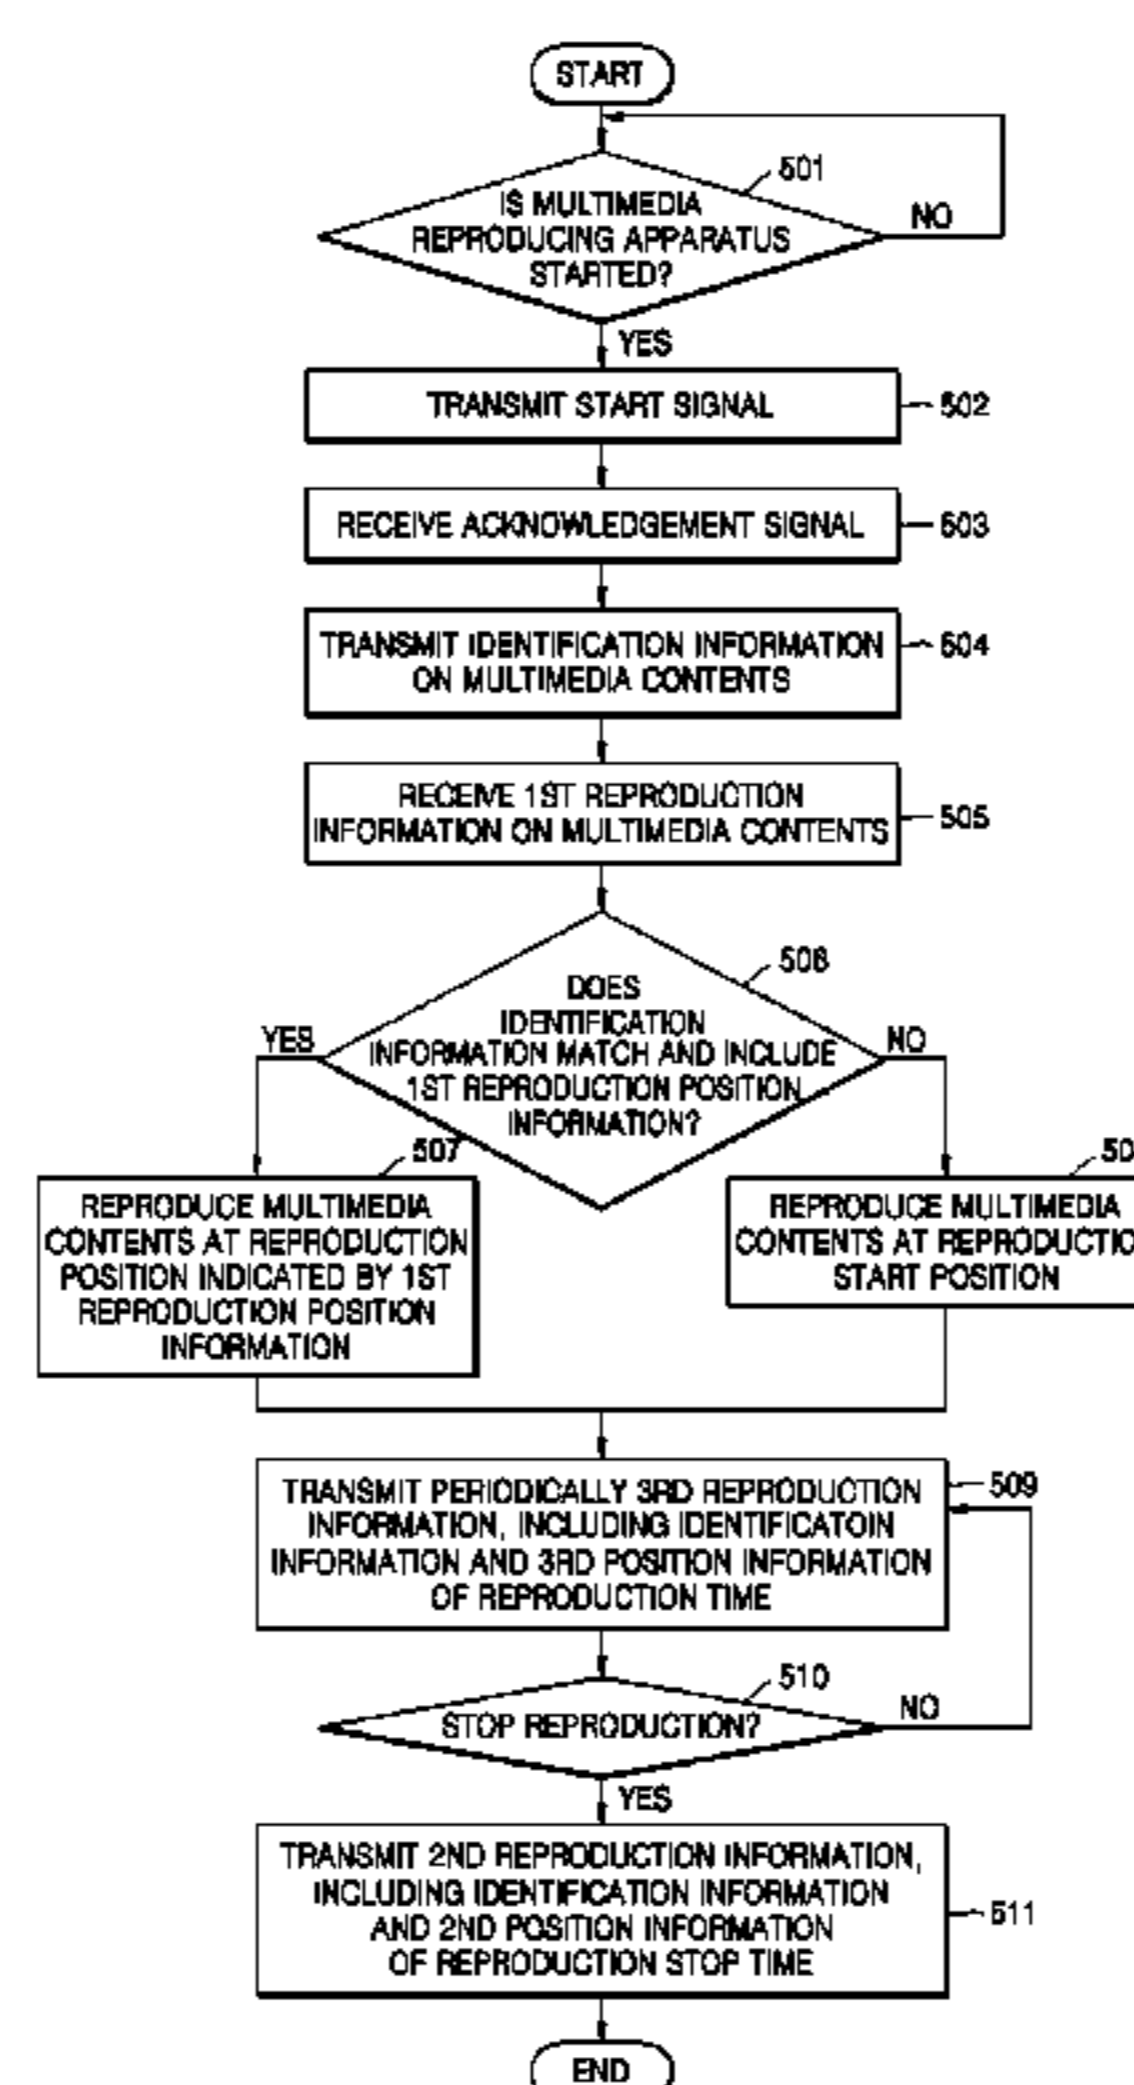 START
501
IS MULTIMEDIA
REPRODUCING APPARATUS
STARTED?
NO
YES
TRANSMIT START SIGNAL
502
RECEIVE ACKNOWLEDGEMENT SIGNAL
503
TRANSMIT IDENTIFICATION INFORMATION
ON MULTIMEDIA CONTENTS
504
RECEIVE 1ST REPRODUCTION
INFORMATION ON MULTIMEDIA CONTENTS
505
506
DOES
IDENTIFICATION
INFORMATION MATCH AND INCLUDE
1ST REPRODUCTION POSITION
INFORMATION?
YES
NO
507
REPRODUCE MULTIMEDIA
CONTENTS AT REPRODUCTION
POSITION INDICATED BY 1ST
REPRODUCTION POSITION
INFORMATION
REPRODUCE MULTIMEDIA
CONTENTS AT REPRODUCTIO
START POSITION
TRANSMIT PERIODICALLY 3RD REPRODUCTION
INFORMATION, INCLUDING IDENTIFICATOIN
INFORMATION AND 3RD POSITION INFORMATION
OF REPRODUCTION TIME
509
510
STOP REPRODUCTION?
NO
YES
TRANSMIT 2ND REPRODUCTION INFORMATION,
INCLUDING IDENTIFICATION INFORMATION
AND 2ND POSITION INFORMATION
OF REPRODUCTION STOP TIME
511
END